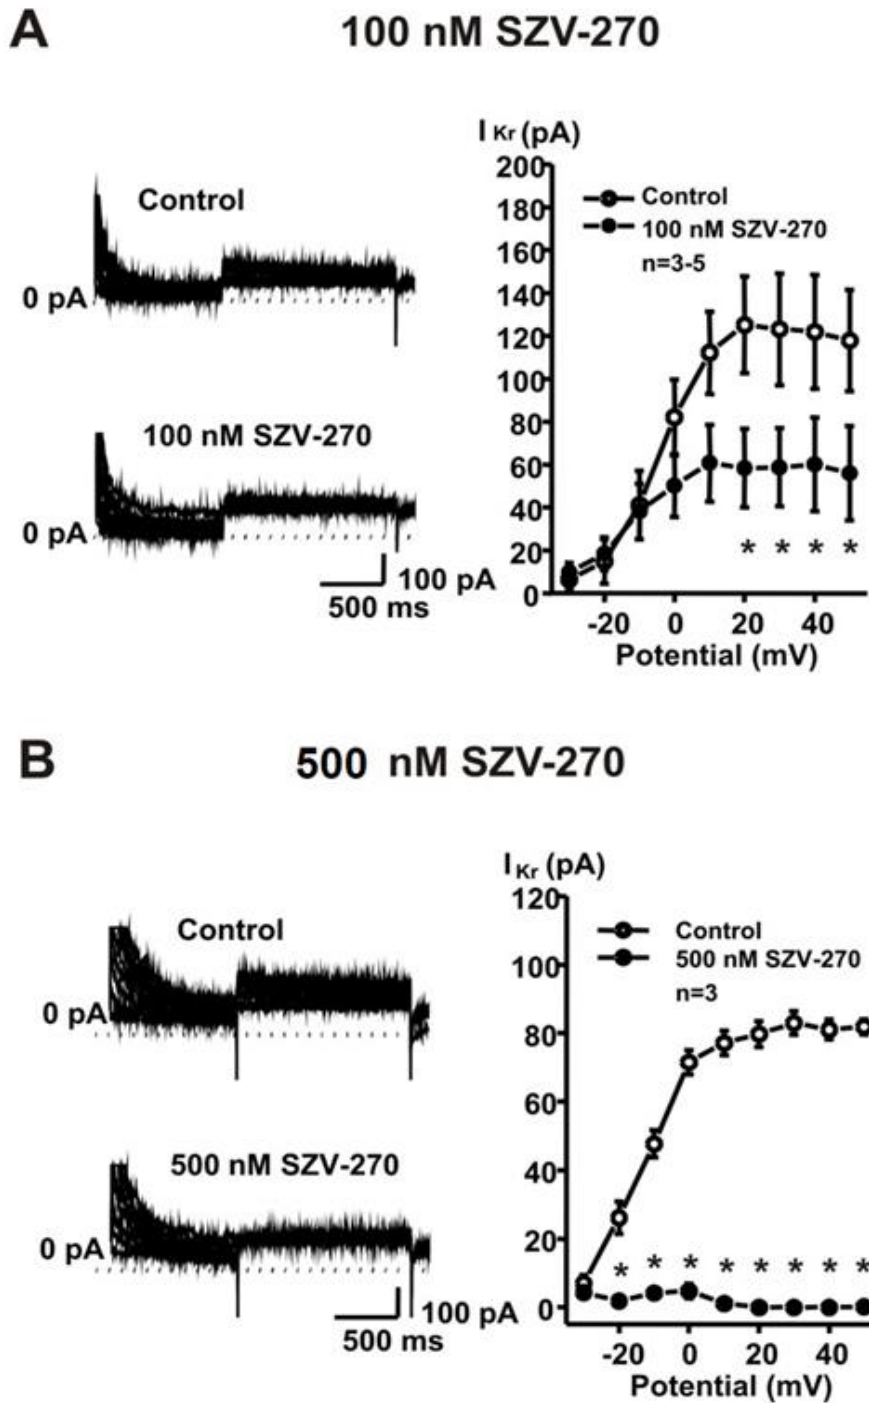 A
100 nM SZV-270
Control
0 pA
100 nM SZV-270
0 pA
100 pA
500 ms
I Kr (pA)
200
180
160
140
120
100
80
60
40
20
0
Control
100 nM SZV-270
n=3-5
* * * *
-20 0 20 40
Potential (mV)
B
500 nM SZV-270
Control
0 pA
500 nM SZV-270
0 pA
100 pA
500 ms
I Kr (pA)
120
100
80
60
40
20
0
Control
500 nM SZV-270
n=3
* * * * * * * *
-20 0 20 40
Potential (mV)